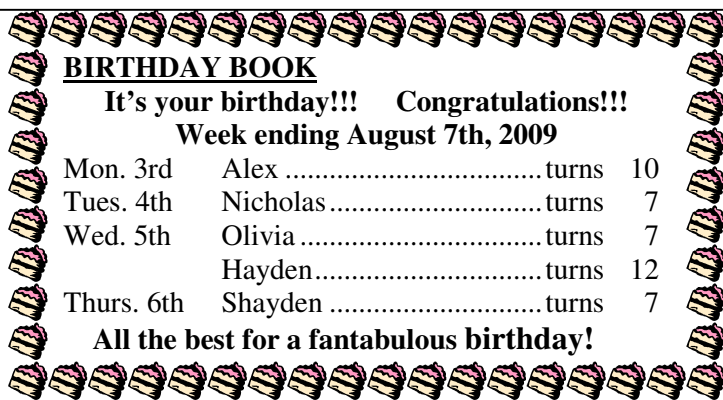 BIRTHDAY BOOK
It's your birthday!!! Congratulations!!!
Week ending August 7th, 2009
Mon. 3rd Alex ..................................turns 10
Tues. 4th Nicholas............................turns 7
Wed. 5th Olivia ................................turns 7
Hayden..............................turns 12
Thurs. 6th Shayden ............................turns 7
All the best for a fantabulous birthday!